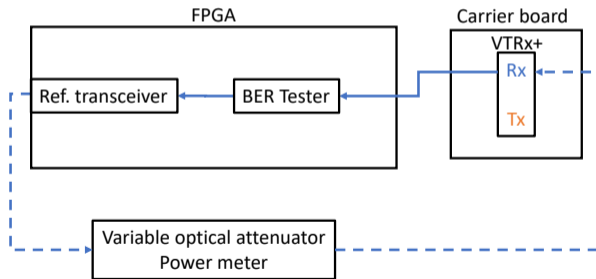 FPGA
Carrier board
VTRx+
Rx
Ref. transceiver
BER Tester
Tx
Variable optical attenuator
Power meter